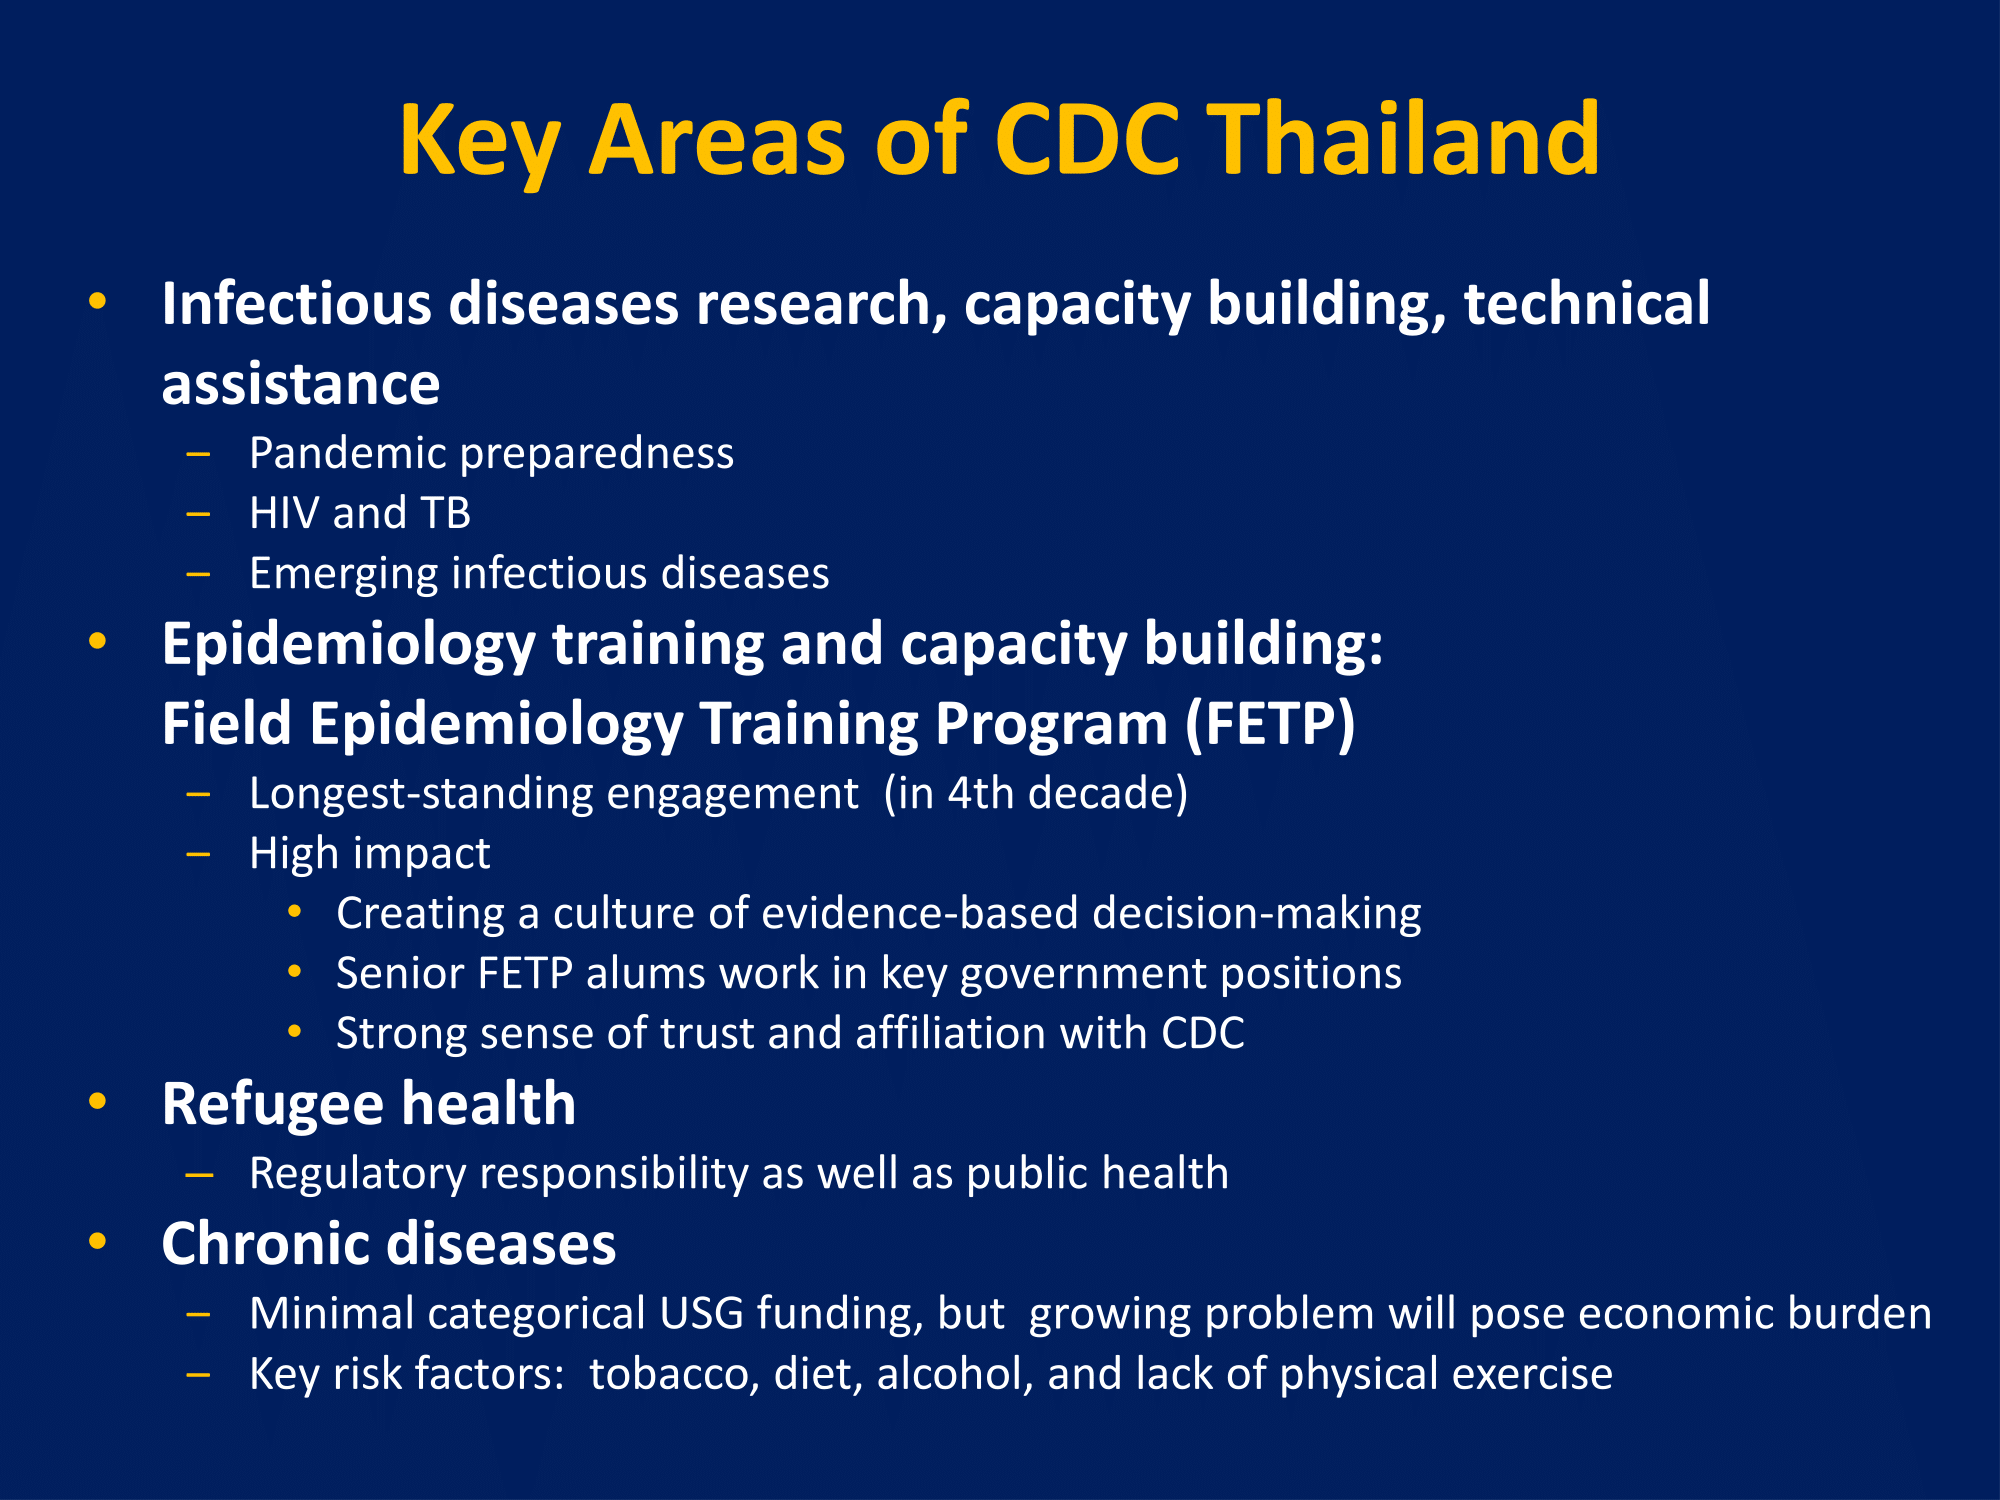 Key Areas of CDC Thailand
• Infectious diseases research, capacity building, technical
assistance
– Pandemic preparedness
– HIV and TB
– Emerging infectious diseases
• Epidemiology training and capacity building:
Field Epidemiology Training Program (FETP)
– Longest-standing engagement  (in 4th decade)
– High impact
• Creating a culture of evidence-based decision-making
• Senior FETP alums work in key government positions
• Strong sense of trust and affiliation with CDC
• Refugee health
– Regulatory responsibility as well as public health
• Chronic diseases
– Minimal categorical USG funding, but  growing problem will pose economic burden
– Key risk factors:  tobacco, diet, alcohol, and lack of physical exercise